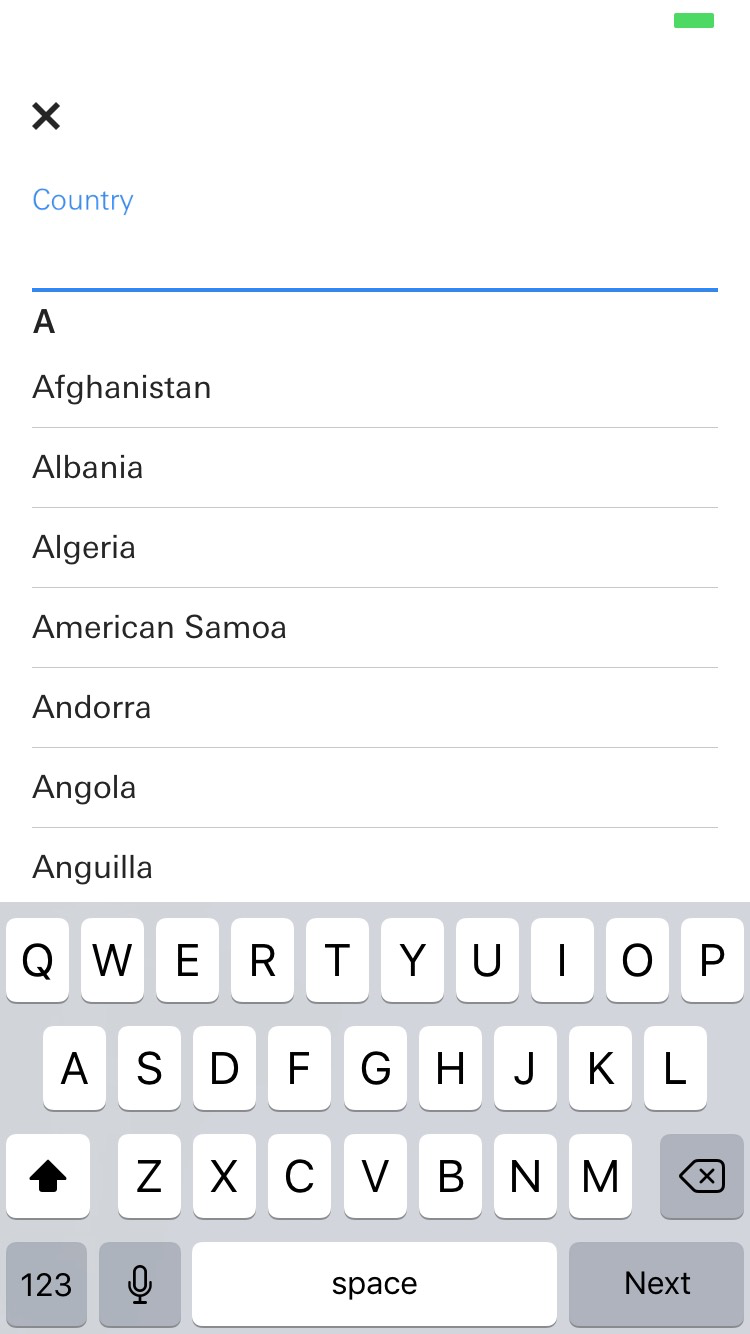 Country
A
Afghanistan
Albania
Algeria
American Samoa
Andorra
Angola
Anguilla
Q W E R T Y U I O P
A S D F G H J K L
Z X C V B N M
123 space Next